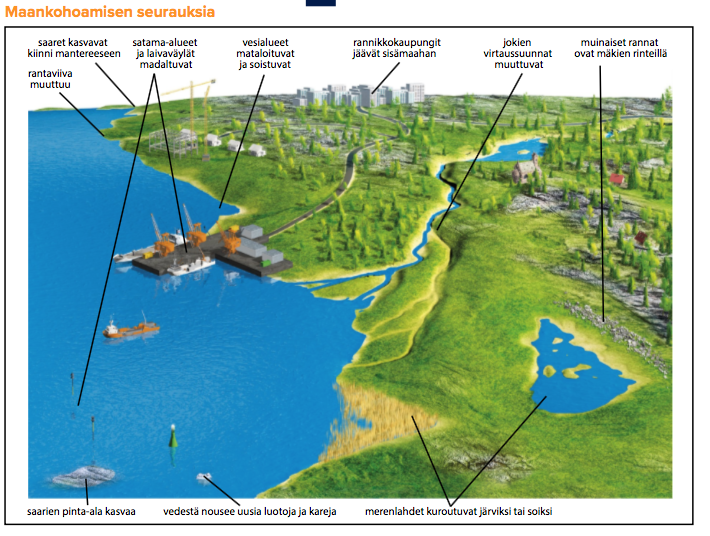 Maankohoamisen seurauksia
saaret kasvavat
kiinni mantereeseen
rantaviiva
muuttuu
satama-alueet
ja laivaväylät
madaltuvat
vesialueet
mataloituvat
ja soistuvat
rannikkokaupungit
jäävät sisämaahan
jokien
virtaussuunnat
muuttuvat
muinaiset rannat
ovat mäkien rinteillä
saarien pinta-ala kasvaa
vedestä nousee uusia luotoja ja kareja
merenlahdet kuroutuvat järviksi tai soiksi